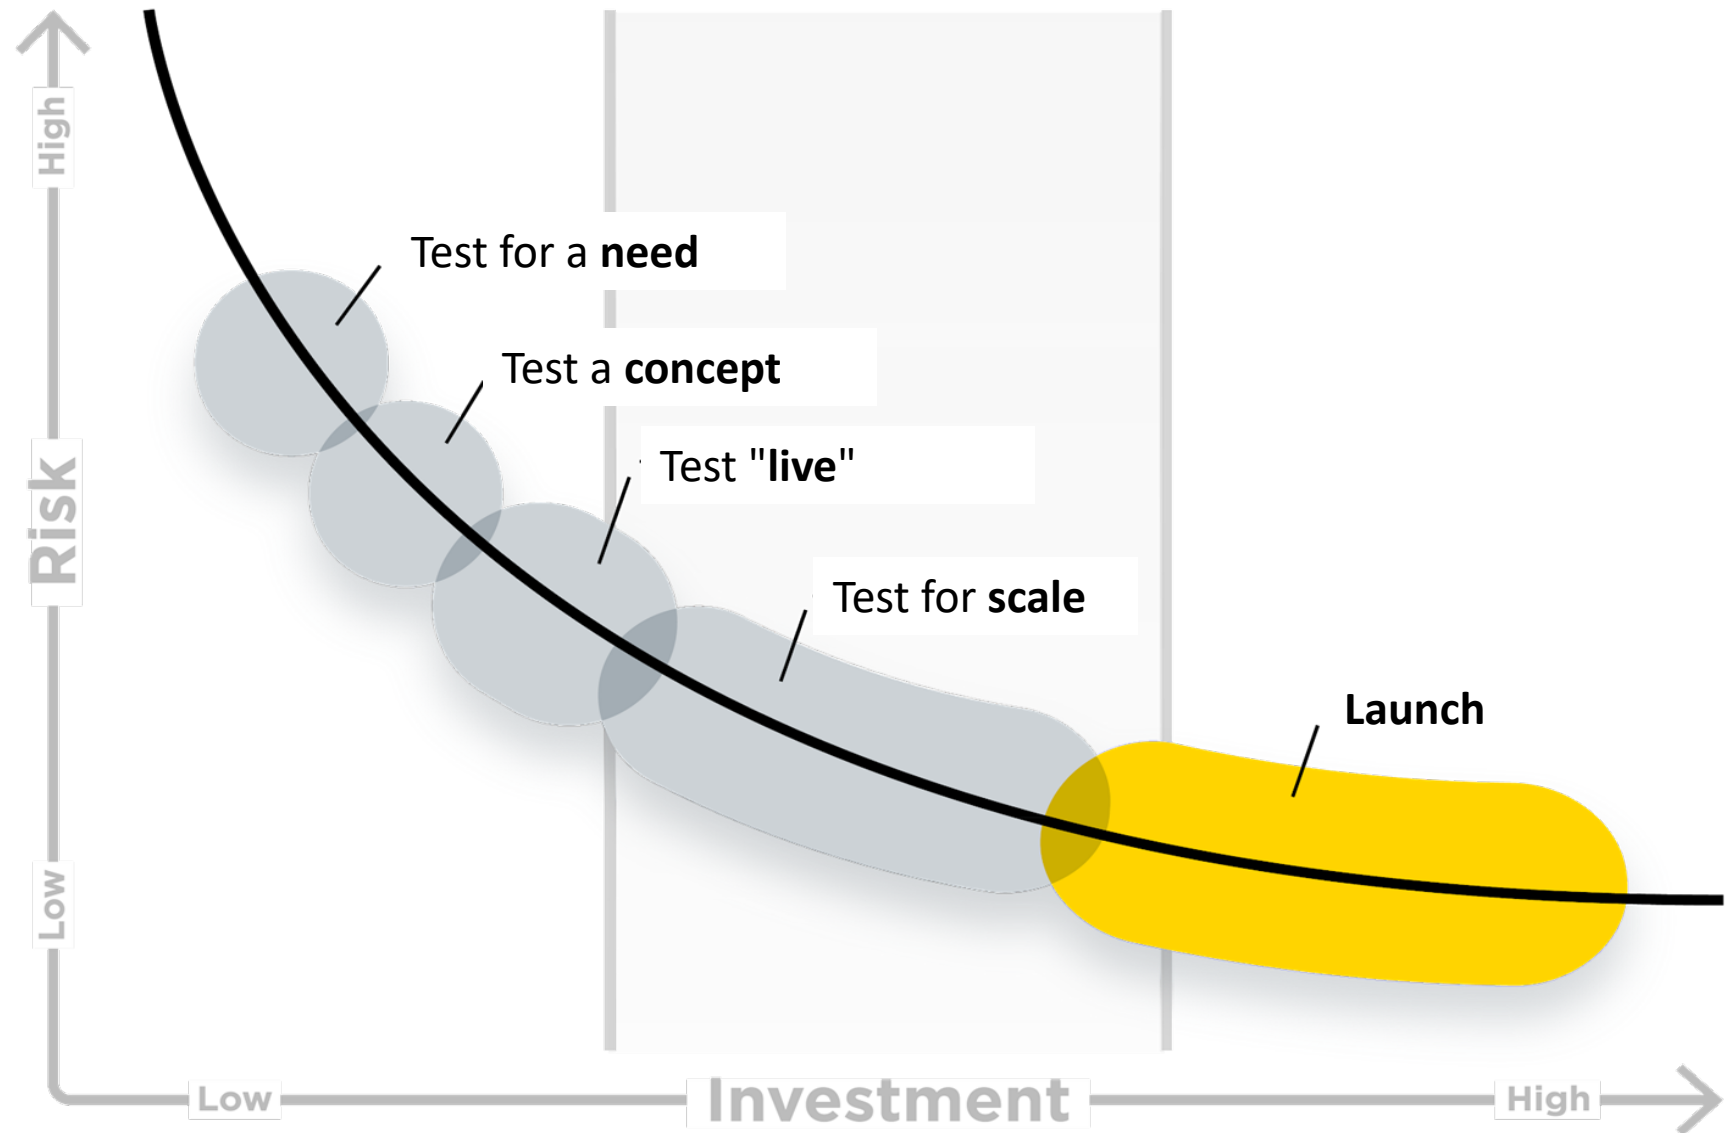 High
Test for a need
Test a concept
Test "live"
Risk
Test for scale
Launch
Low
Low
Investment
High